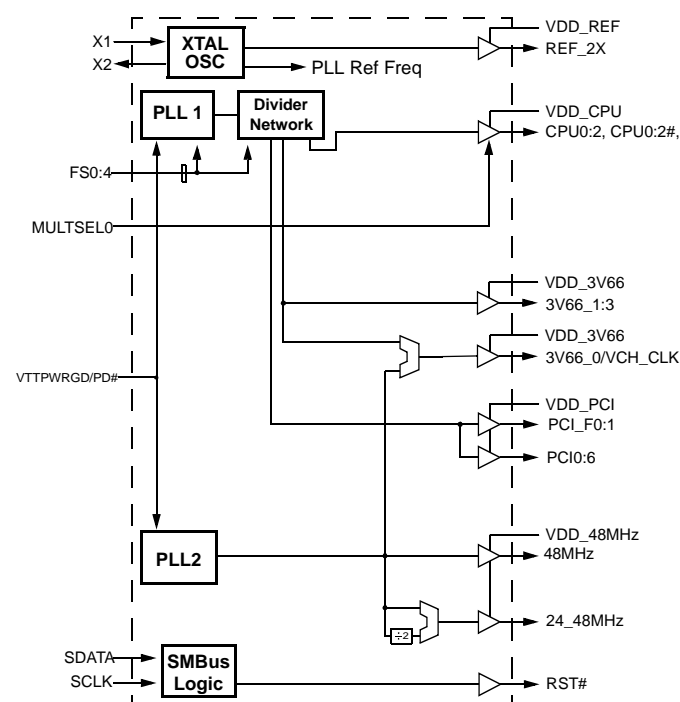 X1
X2
XTAL
OSC
PLL Ref Freq
VDD_REF
REF_2X
PLL 1
Divider
Network
VDD_CPU
CPU0:2, CPU0:2#,
FS0:4
MULTSEL0
VDD_3V66
3V66_1:3
VDD_3V66
3V66_0/VCH_CLK
VTTPWRGD/PD#
VDD_PCI
PCI_F0:1
PCI0:6
PLL2
VDD_48MHz
48MHz
÷2
24_48MHz
SDATA
SCLK
SMBus
Logic
RST#